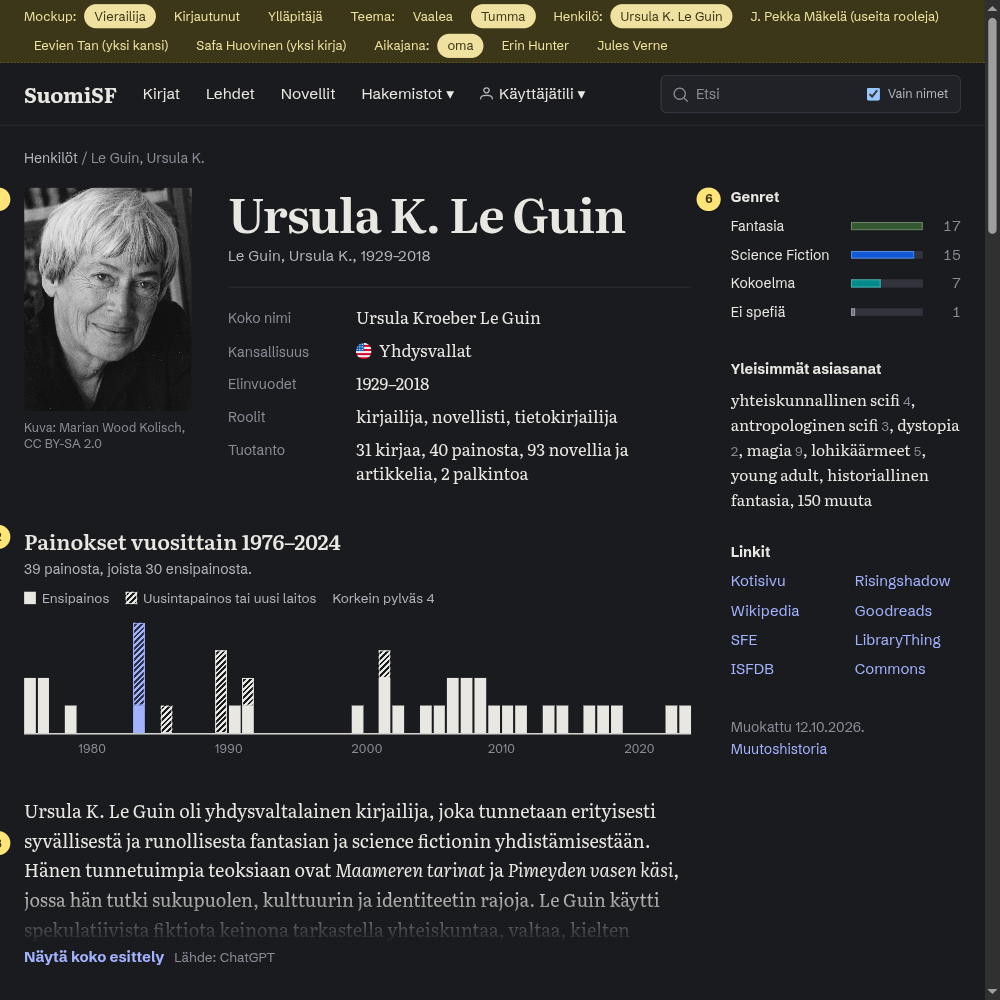 Mockup: Vierailija Kirjautunut Ylläpitäjä Teema: Vaalea Tumma Henkilö: Ursula K. Le Guin J. Pekka Mäkelä (useita rooleja)
Eevien Tan (yksi kansi) Safa Huovinen (yksi kirja) Aikajana: oma Erin Hunter Jules Verne
SuomiSF Kirjat Lehdet Novellit Hakemistot ▾ Käyttäjätili ▾ Etsi Vain nimet
Henkilöt / Le Guin, Ursula K.
Ursula K. Le Guin
Le Guin, Ursula K., 1929–2018
Koko nimi Ursula Kroeber Le Guin
Kansallisuus Yhdysvallat
Elinvuodet 1929–2018
Roolit kirjailija, novellisti, tietokirjailija
Tuotanto 31 kirjaa, 40 painosta, 93 novellia ja
artikkelia, 2 palkintoa
Kuva: Marian Wood Kolisch,
CC BY-SA 2.0
Painokset vuosittain 1976–2024
39 painosta, joista 30 ensipainosta.
Ensipainos Uusintapainos tai uusi laitos Korkein pylväs 4
1980 1990 2000 2010 2020
Ursula K. Le Guin oli yhdysvaltalainen kirjailija, joka tunnetaan erityisesti
syvällisestä ja runollisesta fantasian ja science fictionin yhdistämisestään.
Hänen tunnetuimpia teoksiaan ovat Maameren tarinat ja Pimeyden vasen käsi,
jossa hän tutki sukupuolen, kulttuurin ja identiteetin rajoja. Le Guin käytti
spekulatiivista fiktiota keinona tarkastella yhteiskuntaa, valtaa, kielten
Näytä koko esittely Lähde: ChatGPT
6 Genret
Fantasia 17
Science Fiction 15
Kokoelma 7
Ei spefiä 1
Yleisimmät asiasanat
yhteiskunnallinen scifi 4,
antropologinen scifi 3, dystopia
2, magia 9, lohikäärmeet 5,
young adult, historiallinen
fantasia, 150 muuta
Linkit
Kotisivu Risingshadow
Wikipedia Goodreads
SFE LibraryThing
ISFDB Commons
Muokattu 12.10.2026.
Muutoshistoria